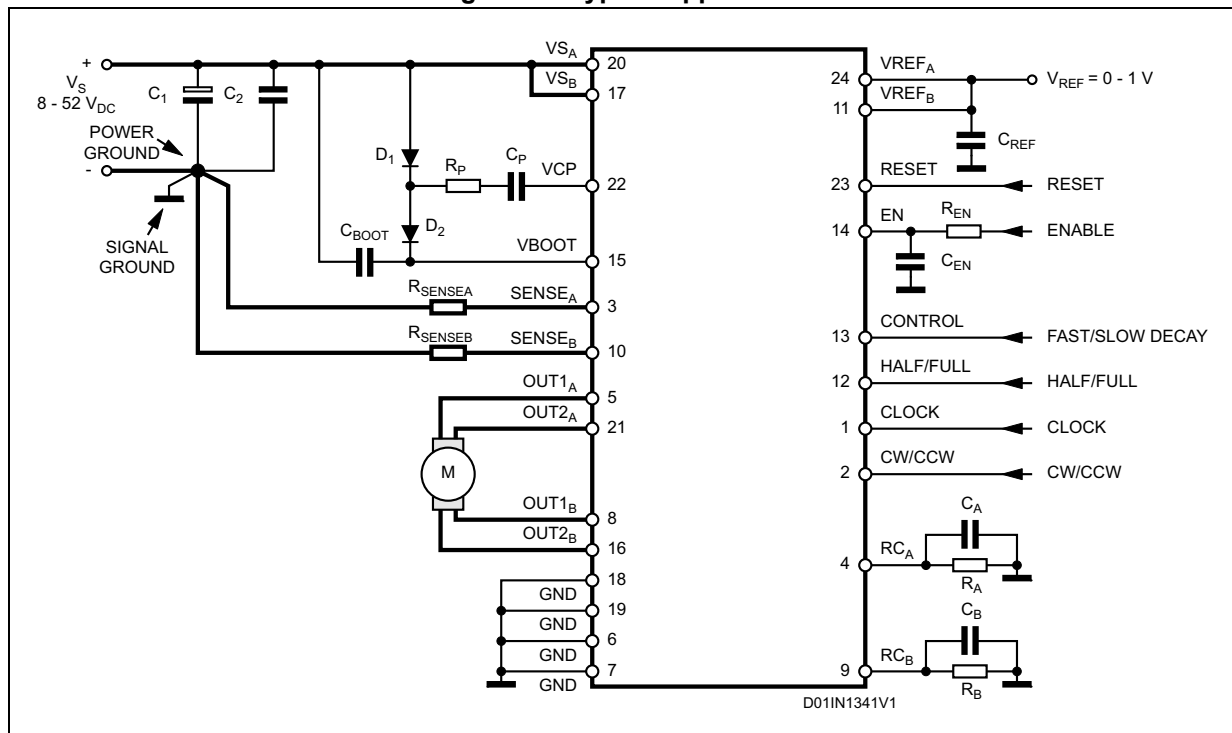 VS_A
20
VS_B
17
+
V_S
8 - 52 V_DC
C_1
C_2
POWER
GROUND
-
SIGNAL
GROUND
D_1
R_P
C_P
VCP
22
D_2
C_BOOT
VBOOT
15
R_SENSEA
SENSE_A
3
R_SENSEB
SENSE_B
10
OUT1_A
5
OUT2_A
21
M
OUT1_B
8
OUT2_B
16
18
GND
19
GND
6
GND
7
GND
24
VREF_A
V_REF = 0 - 1 V
11
VREF_B
C_REF
23
RESET
RESET
14
EN
R_EN
ENABLE
C_EN
13
CONTROL
FAST/SLOW DECAY
12
HALF/FULL
HALF/FULL
1
CLOCK
CLOCK
2
CW/CCW
CW/CCW
C_A
4
RC_A
R_A
C_B
9
RC_B
R_B
D01IN1341V1